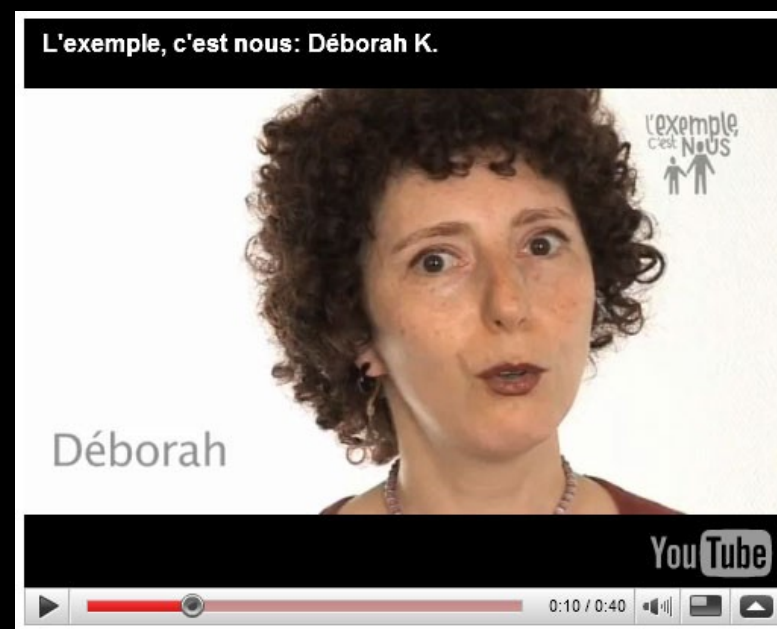 L'exemple, c'est nous: Déborah K.
L'EXEMPLE,
C'EST NOUS
Déborah
YouTube
0:10 / 0:40